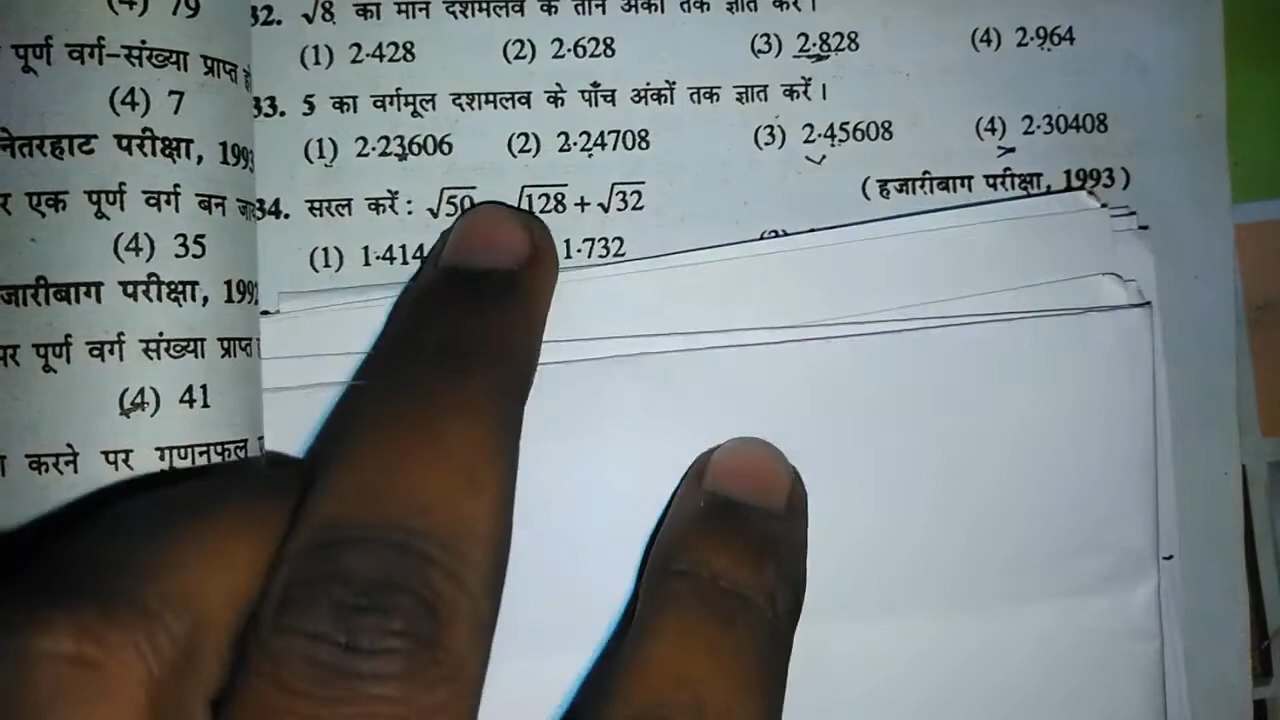 (4) 79
पूर्ण वर्ग-संख्या प्राप्त
(4) 7
नेतरहाट परीक्षा, 1993
र एक पूर्ण वर्ग बन
(4) 35
जारीबाग परीक्षा, 199
पर पूर्ण वर्ग संख्या प्राप्त
(4) 41
करने पर गुणनफल
32. √8 का मान दशमलव के तीन अंकों तक ज्ञात करें।
(1) 2·428 (2) 2·628 (3) 2·828 (4) 2·964
33. 5 का वर्गमूल दशमलव के पाँच अंकों तक ज्ञात करें।
(1) 2·23606 (2) 2·24708 (3) 2·45608 (4) 2·30408
(हजारीबाग परीक्षा, 1993)
34. सरल करें : √50 √128 + √32
(1) 1·414 1·732